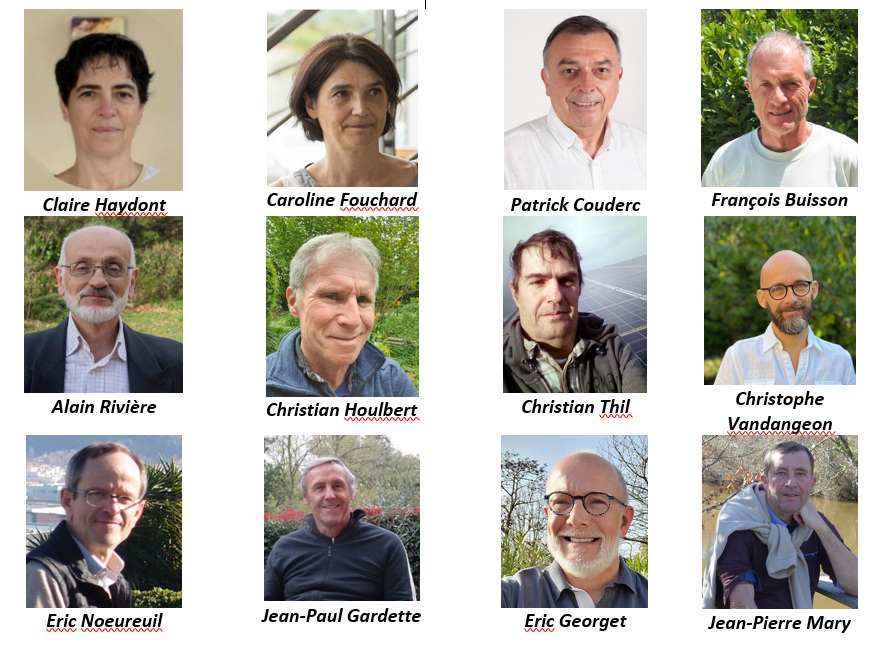 Claire Haydont
Caroline Fouchard
Patrick Couderc
François Buisson
Alain Rivière
Christian Houlbert
Christian Thil
Christophe
Vandangeon
Eric Noeureuil
Jean-Paul Gardette
Eric Georget
Jean-Pierre Mary